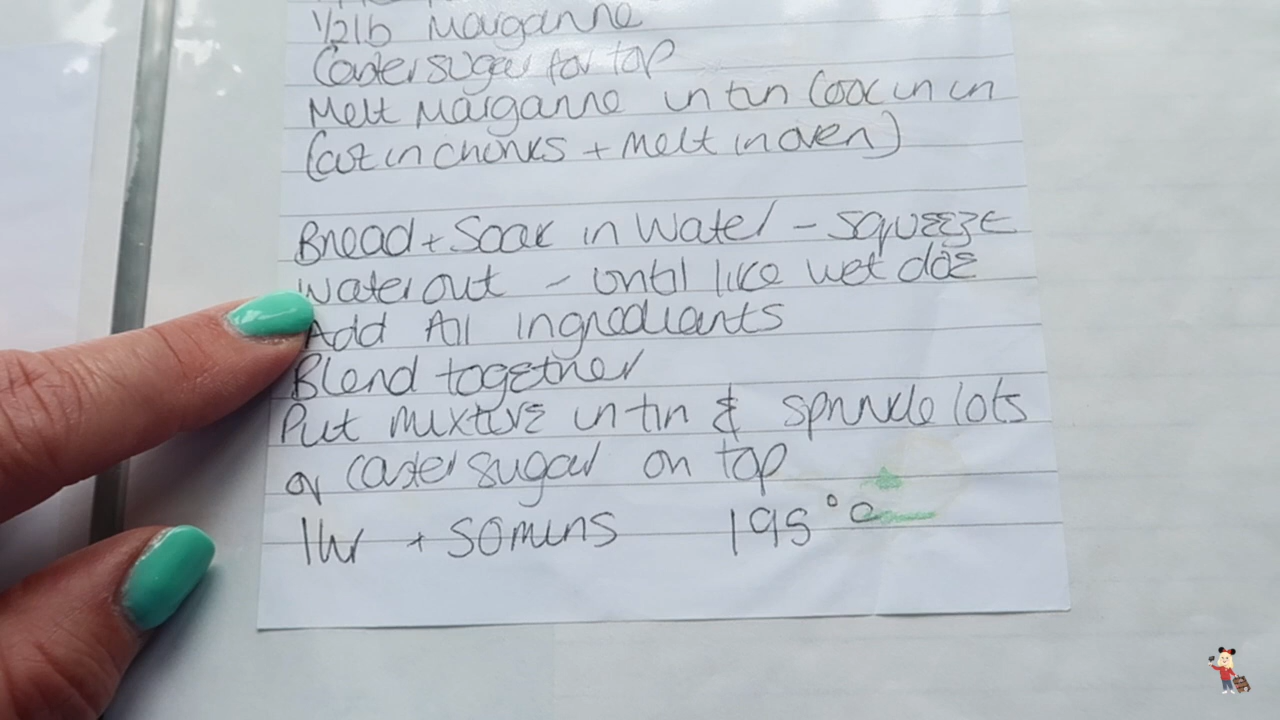 1/2lb Margarine
Caster sugar for top
Melt Margarine in tin Cook in in
(cut in chunks + melt in oven)
Bread + Soak in Water - squeeze
water out - until like wet doe
Add All ingrediants
Blend together
Put mixture in tin & sprinkle lots
of caster sugar on top
1hr + 50mins 195°c